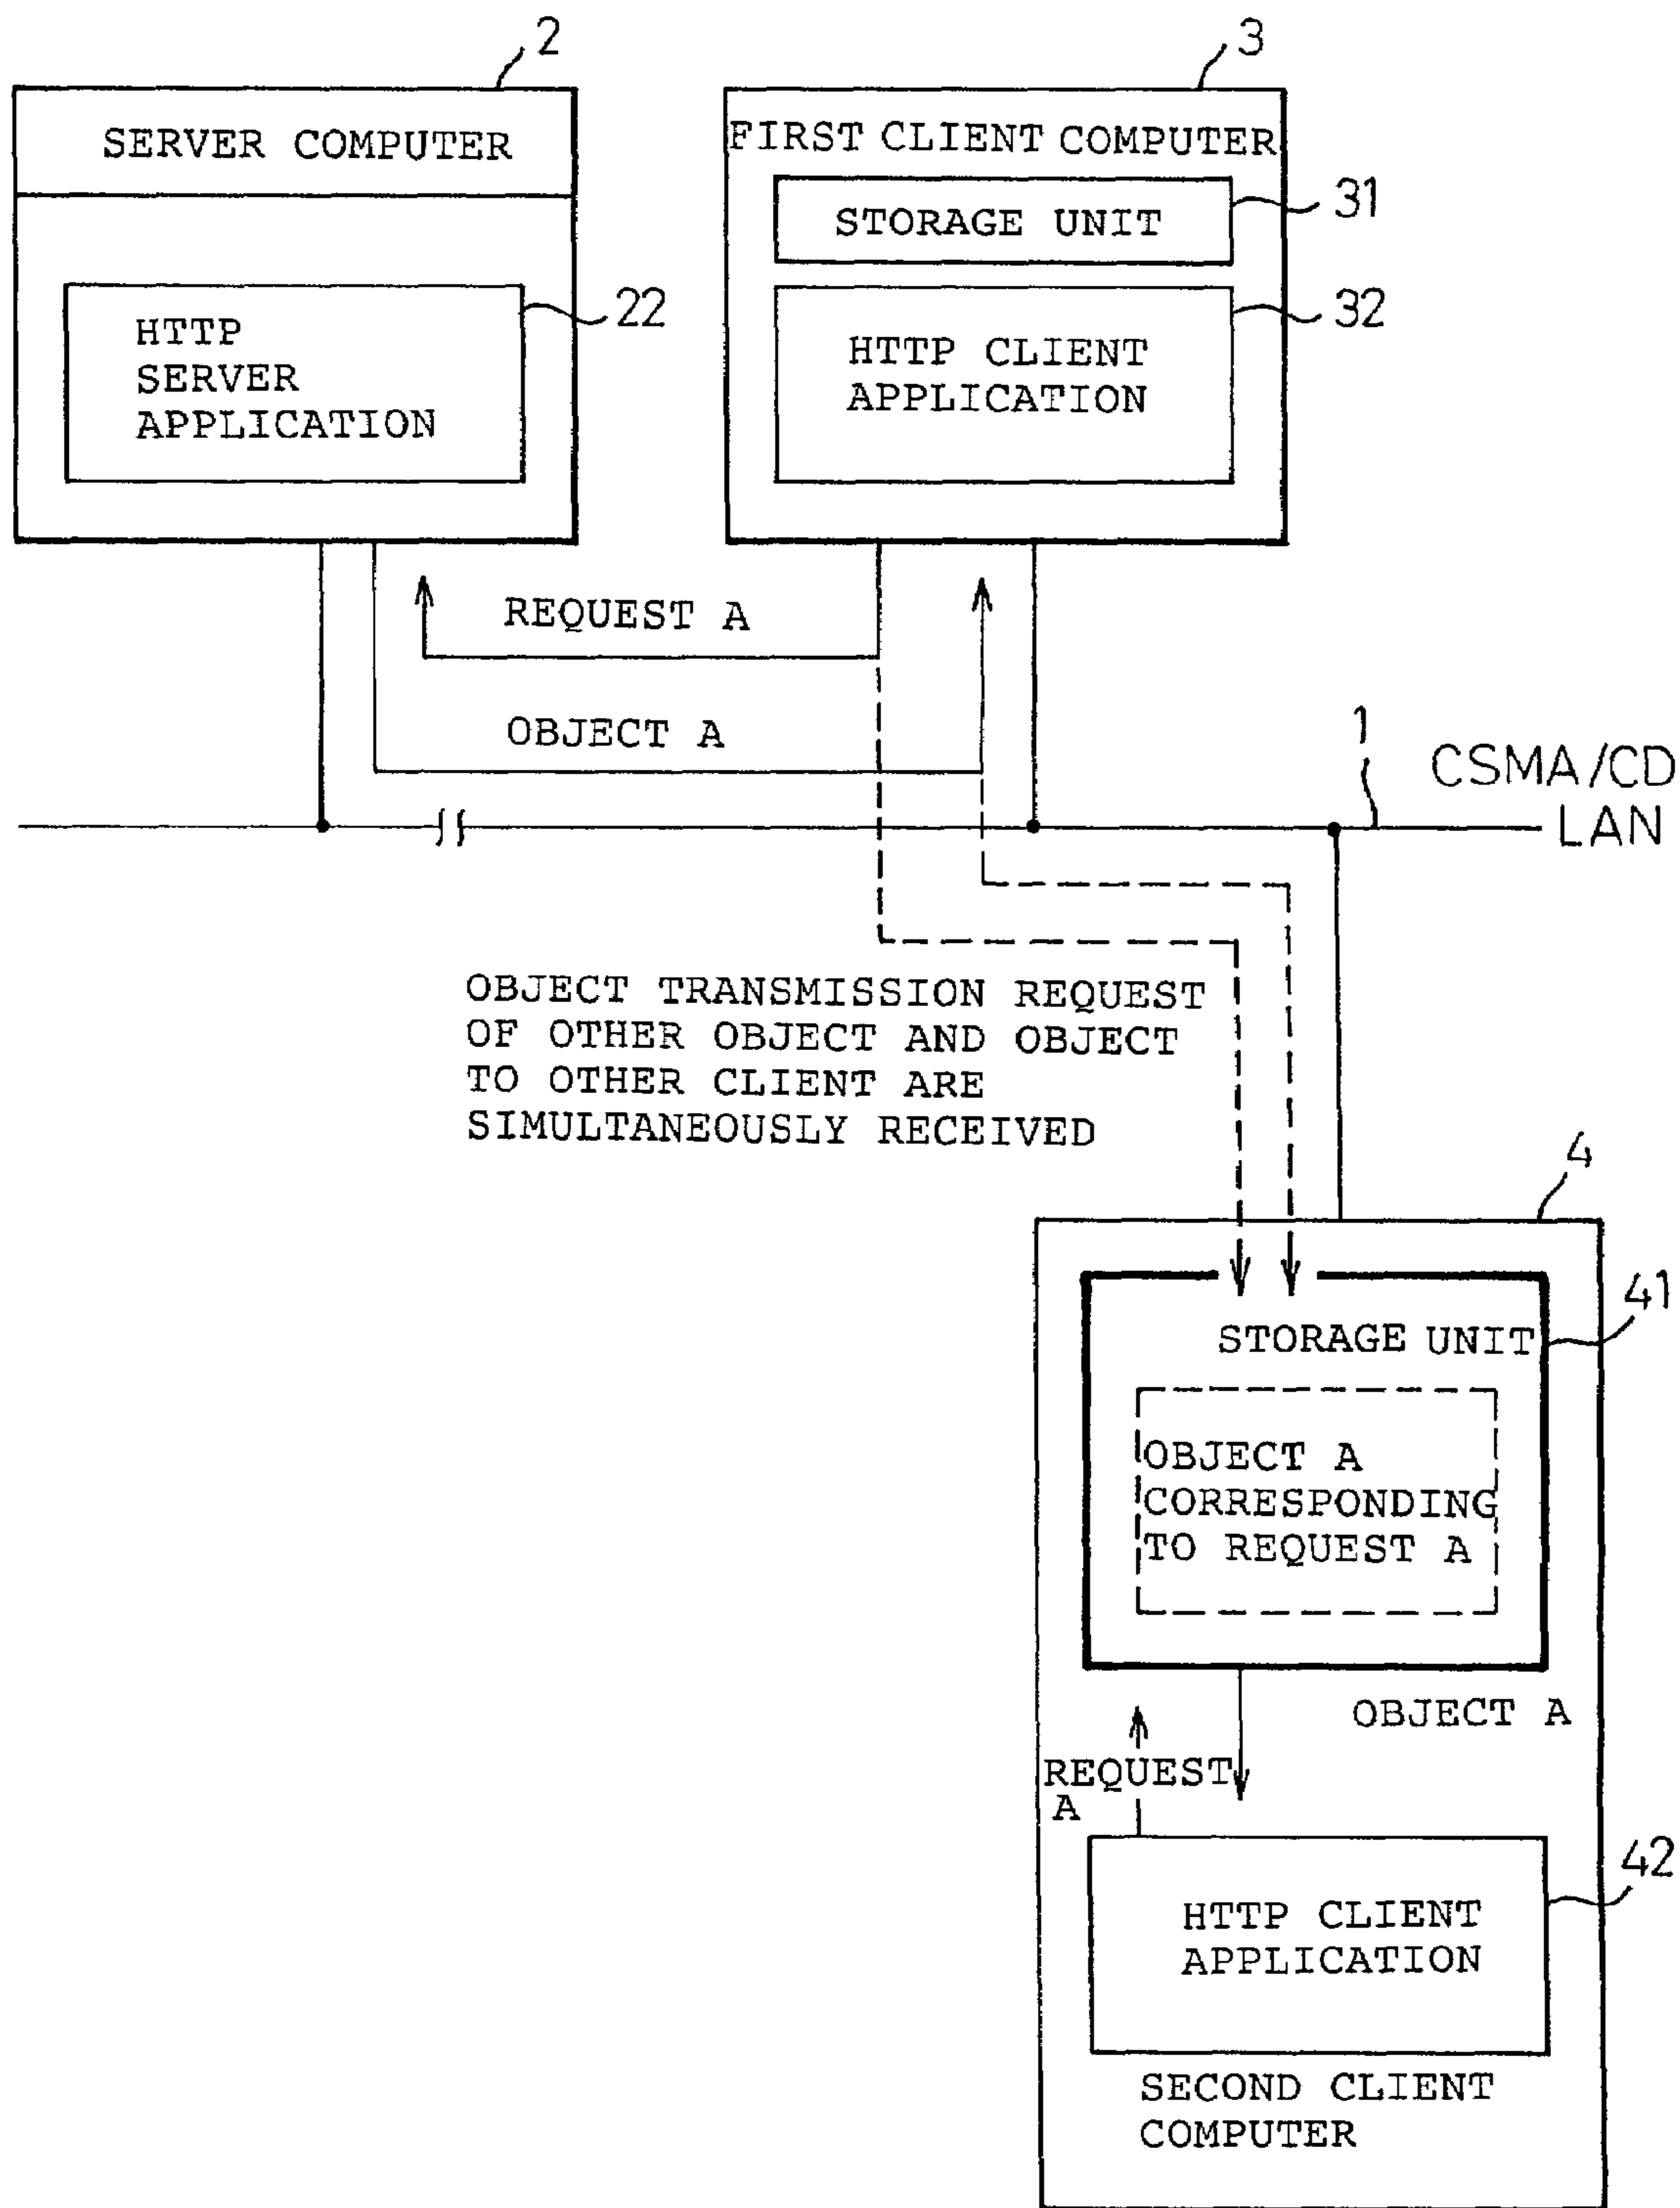 2
3
SERVER COMPUTER
FIRST CLIENT COMPUTER
31
STORAGE UNIT
22
32
HTTP
SERVER
APPLICATION
HTTP CLIENT
APPLICATION
REQUEST A
OBJECT A
1
CSMA/CD
LAN
OBJECT TRANSMISSION REQUEST
OF OTHER OBJECT AND OBJECT
TO OTHER CLIENT ARE
SIMULTANEOUSLY RECEIVED
4
41
STORAGE UNIT
OBJECT A
CORRESPONDING
TO REQUEST A
OBJECT A
REQUEST
A
42
HTTP CLIENT
APPLICATION
SECOND CLIENT
COMPUTER